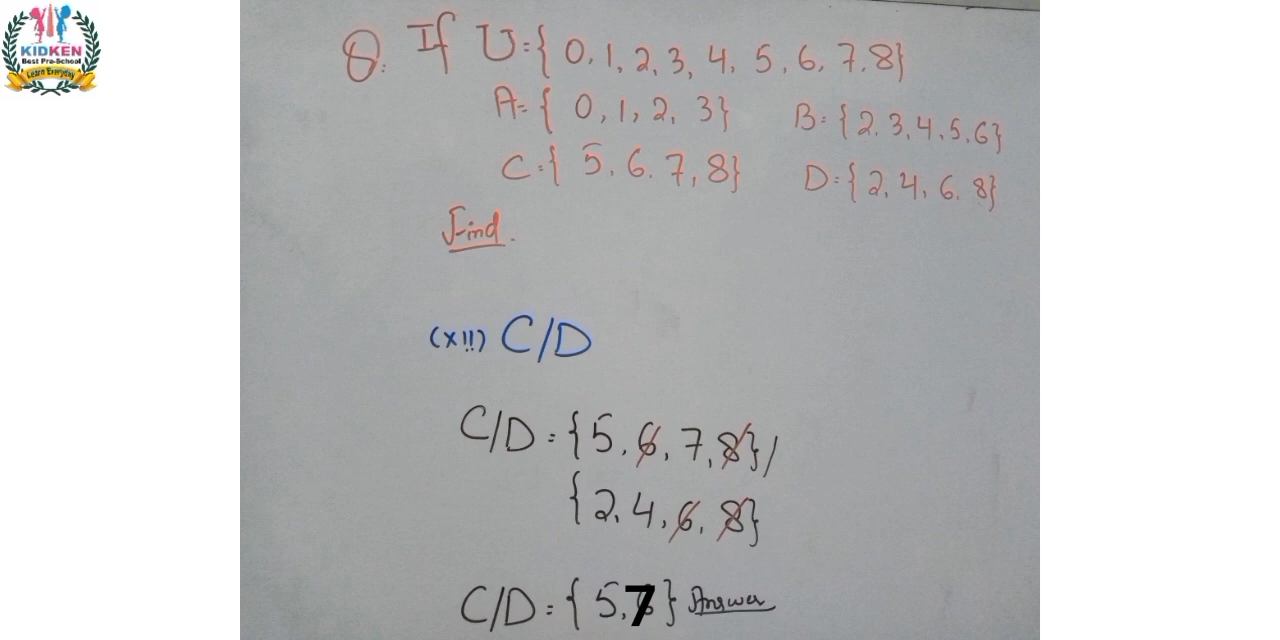 KIDKEN
Best Pre-School
Learn Everyday
Q. If U={ 0, 1, 2, 3, 4, 5, 6, 7, 8}
A={ 0, 1, 2, 3} B={2, 3, 4, 5, 6}
C={ 5, 6, 7, 8} D={2, 4, 6, 8}
Find.
(XII) C/D
C/D={5, 6, 7, 8}/
{2, 4, 6, 8}
C/D={ 5, 7 } Answer